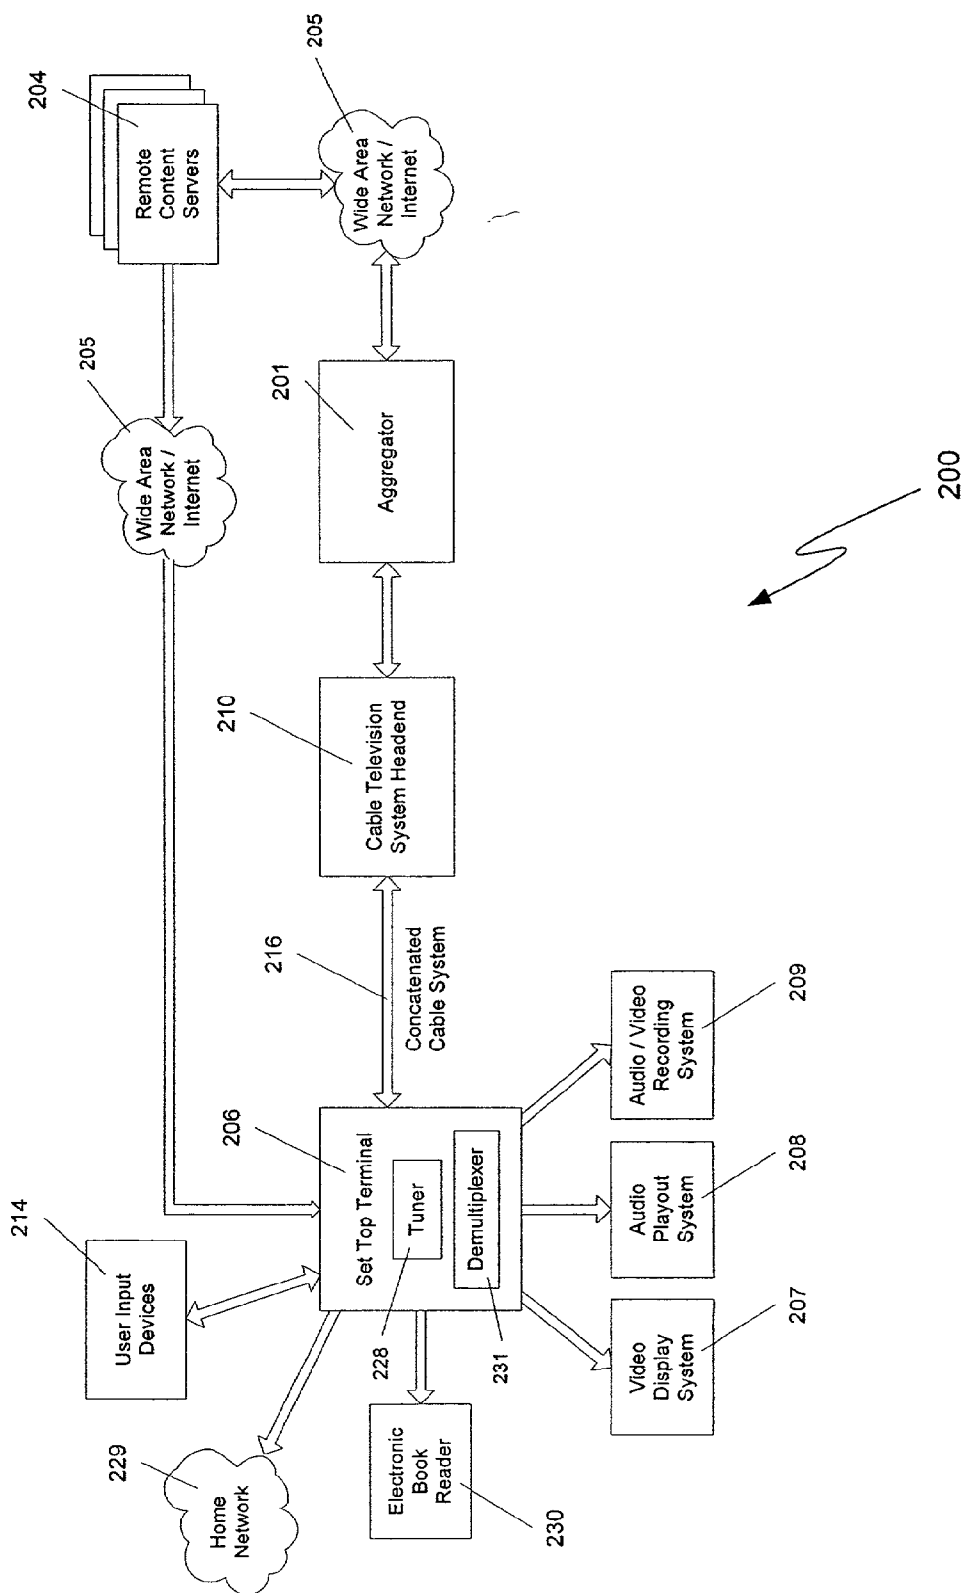 204
Remote
Content
Servers
205
Wide Area
Network /
Internet
205
Wide Area
Network /
Internet
201
Aggregator
210
Cable Television
System Headend
216
Concatenated
Cable System
206
Set Top Terminal
Tuner
228
Demultiplexer
231
214
User Input
Devices
229
Home
Network
Electronic
Book
Reader
230
Video
Display
System
207
Audio
Playout
System
208
Audio / Video
Recording
System
209
200